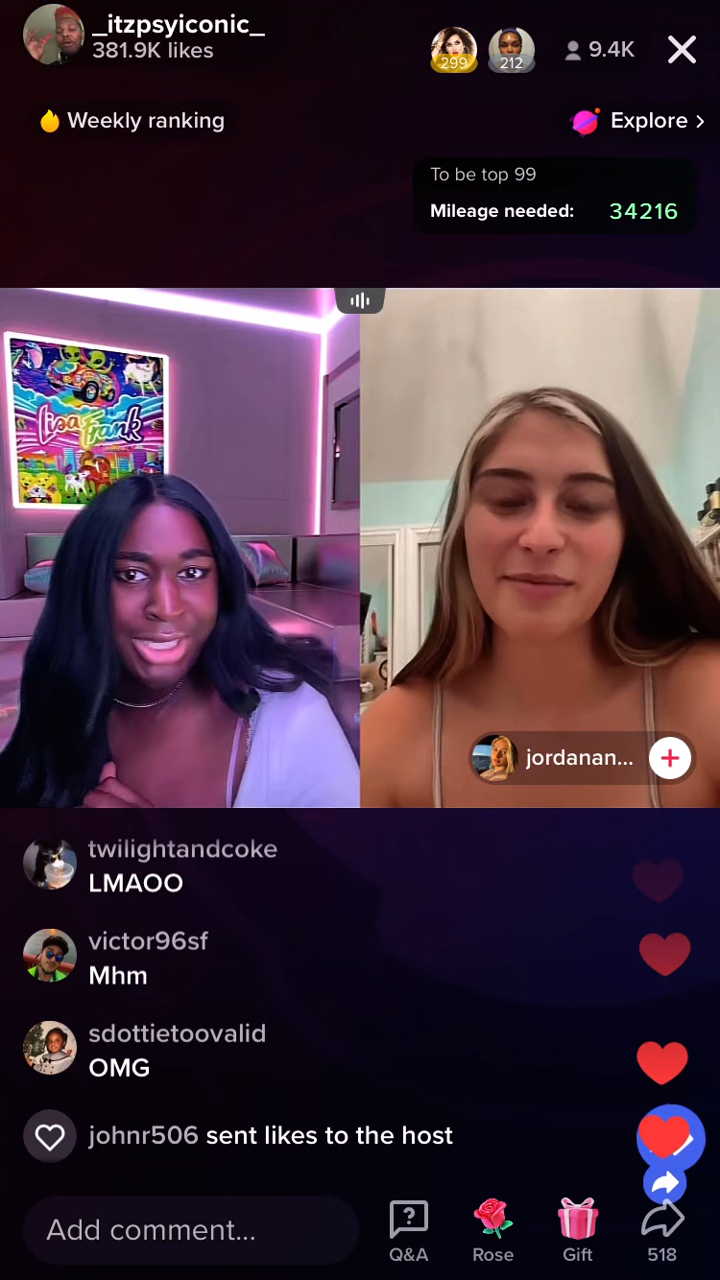 _itzpsyiconic_
381.9K likes
299
212
9.4K
Weekly ranking
Explore >
To be top 99
Mileage needed: 34216
Lisa Frank
jordanan...
twilightandcoke
LMAOO
victor96sf
Mhm
sdottietoovalid
OMG
johnr506 sent likes to the host
Add comment...
Q&A
Rose
Gift
518